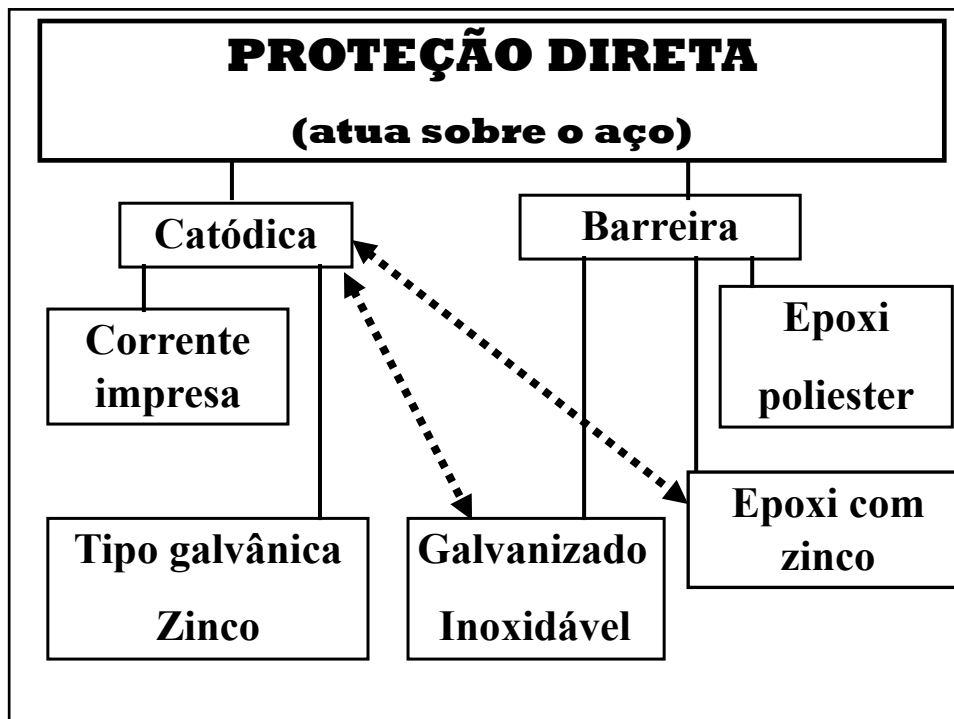 PROTEÇÃO DIRETA
(atua sobre o aço)
Catódica
Barreira
Corrente
impresa
Epoxi
poliester
Tipo galvânica
Zinco
Galvanizado
Inoxidável
Epoxi com
zinco